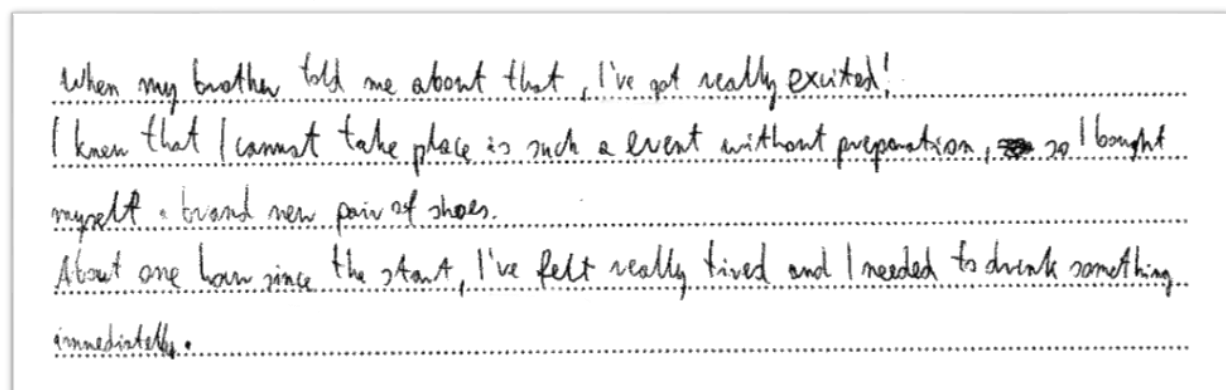 When my brother told me about that, I've got really excited!
I knew that I cannot take place is such a event without preparation, so I bought
myself a brand new pair of shoes.
About one hour since the start, I've felt really tired and I needed to drink something
immediatelly.